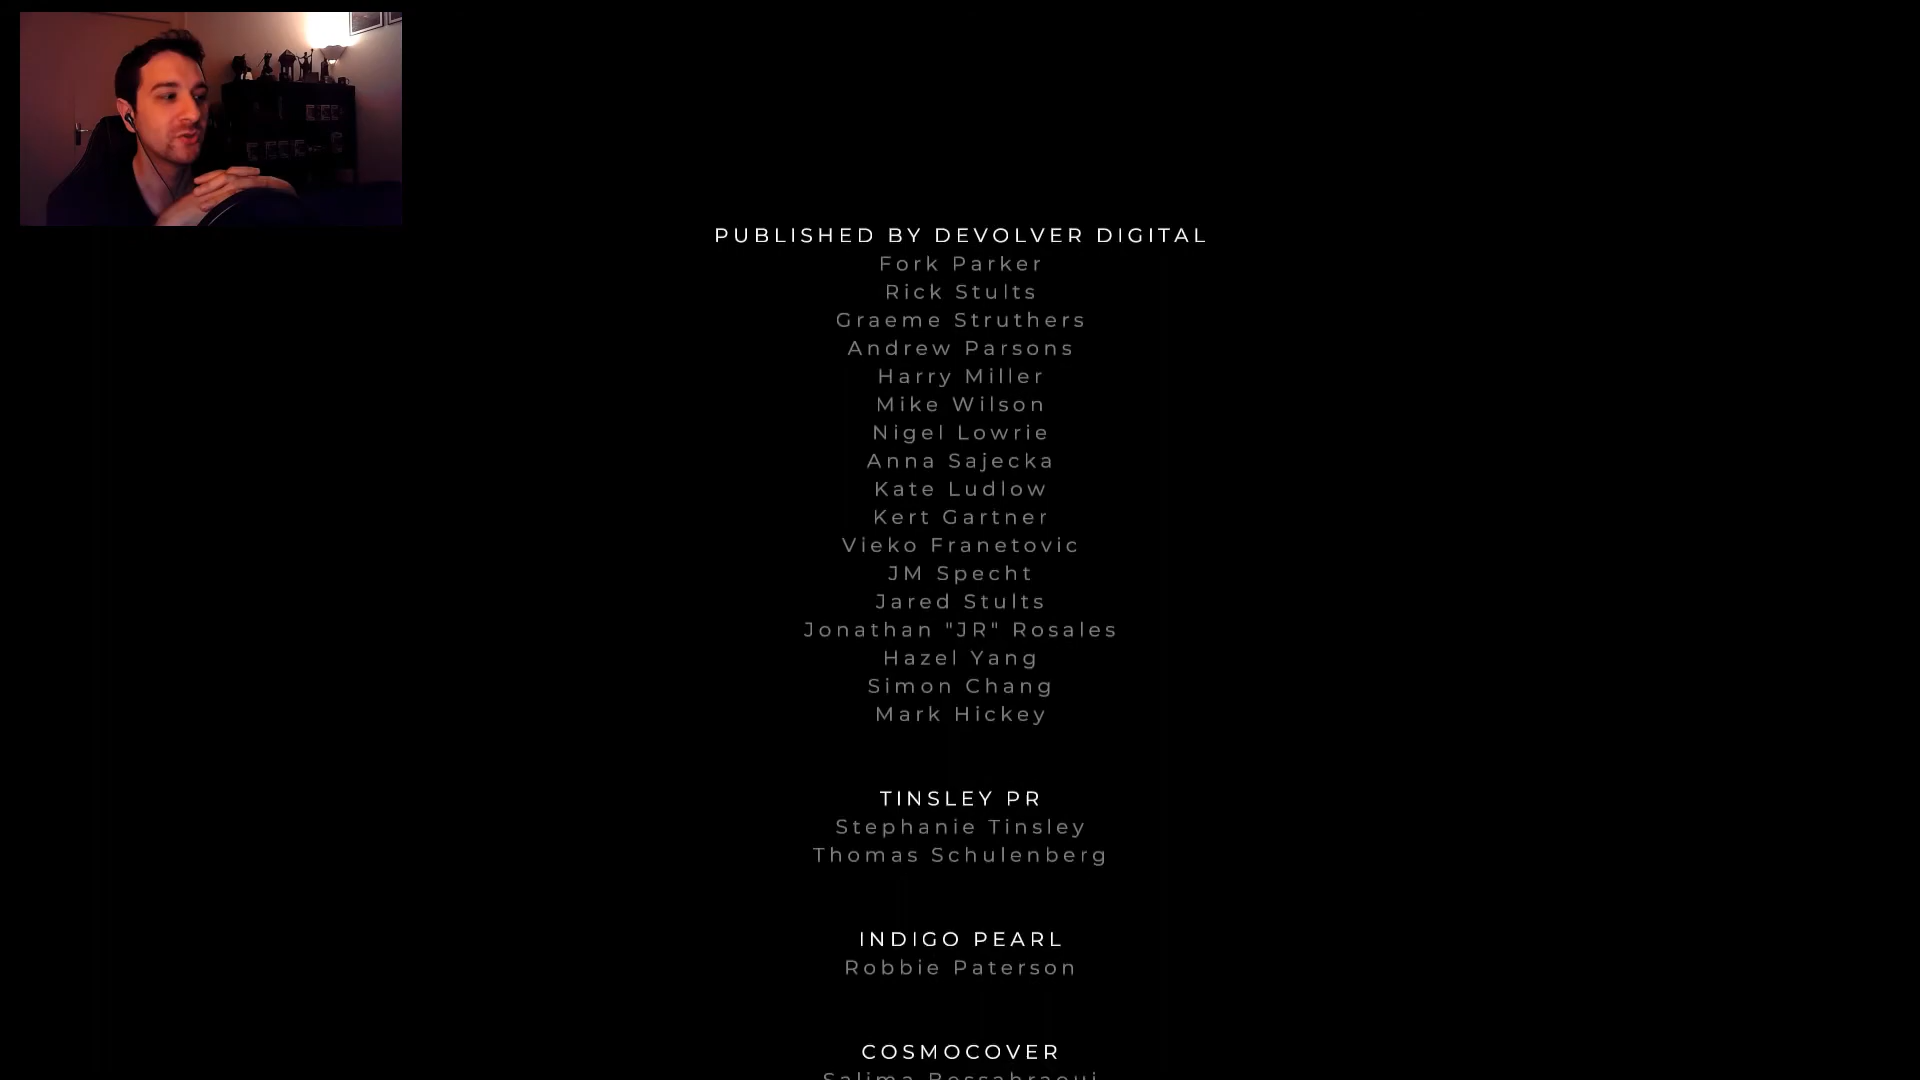 PUBLISHED BY DEVOLVER DIGITAL
Fork Parker
Rick Stults
Graeme Struthers
Andrew Parsons
Harry Miller
Mike Wilson
Nigel Lowrie
Anna Sajecka
Kate Ludlow
Kert Gartner
Vieko Franetovic
JM Specht
Jared Stults
Jonathan "JR" Rosales
Hazel Yang
Simon Chang
Mark Hickey
TINSLEY PR
Stephanie Tinsley
Thomas Schulenberg
INDIGO PEARL
Robbie Paterson
COSMOCOVER
Salima